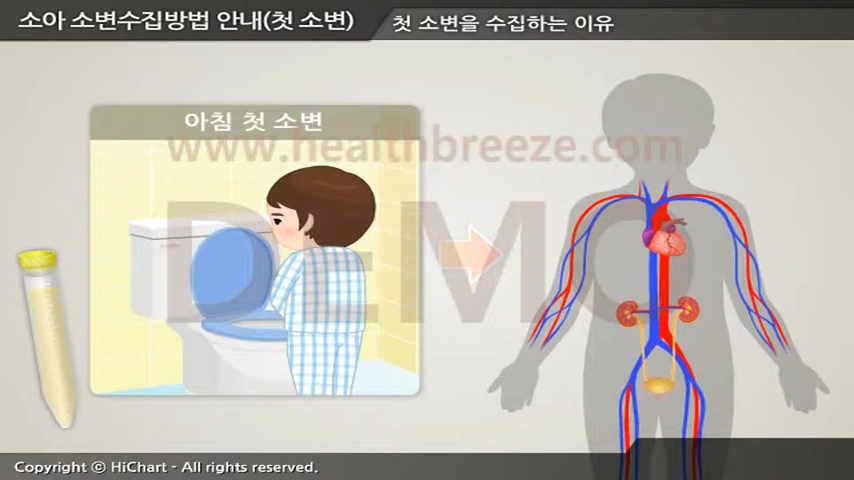 소아 소변수집방법 안내(첫 소변)
첫 소변을 수집하는 이유
아침 첫 소변
www.healthbreeze.com
DEMO
Copyright ⓒ HiChart - All rights reserved.